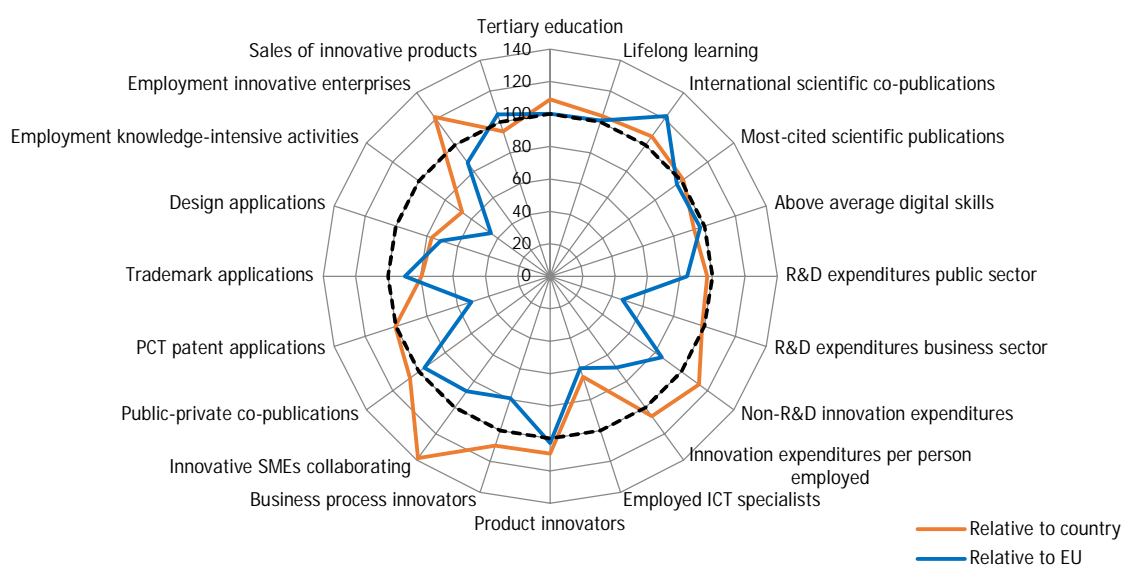 Tertiary education
140
Sales of innovative products
Lifelong learning
120
Employment innovative enterprises
International scientific co-publications
100
Employment knowledge-intensive activities
Most-cited scientific publications
80
60
Design applications
Above average digital skills
40
20
Trademark applications
0
R&D expenditures public sector
PCT patent applications
R&D expenditures business sector
Public-private co-publications
Non-R&D innovation expenditures
Innovative SMEs collaborating
Innovation expenditures per person
employed
Business process innovators
Employed ICT specialists
Product innovators
Relative to country
Relative to EU